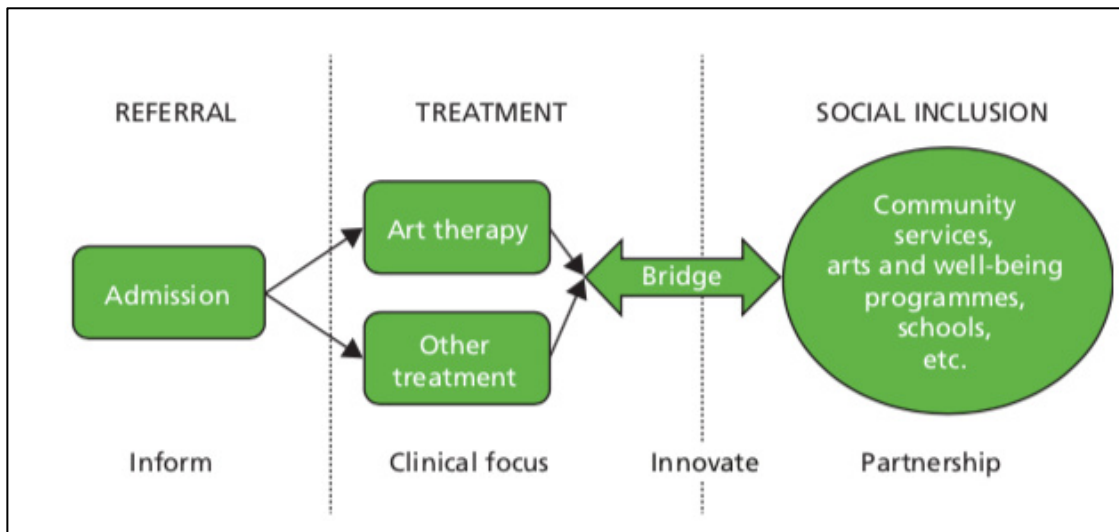 REFERRAL
TREATMENT
SOCIAL INCLUSION
Admission
Art therapy
Other
treatment
Bridge
Community
services,
arts and well-being
programmes,
schools,
etc.
Inform
Clinical focus
Innovate
Partnership